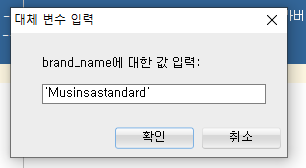 대체 변수 입력
brand_name에 대한 값 입력:
'Musinsastandard'
확인
취소